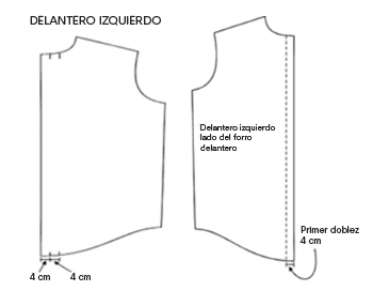 DELANTERO IZQUIERDO
Delantero izquierdo
lado del forro
delantero
Primer doblez
4 cm
4 cm
4 cm